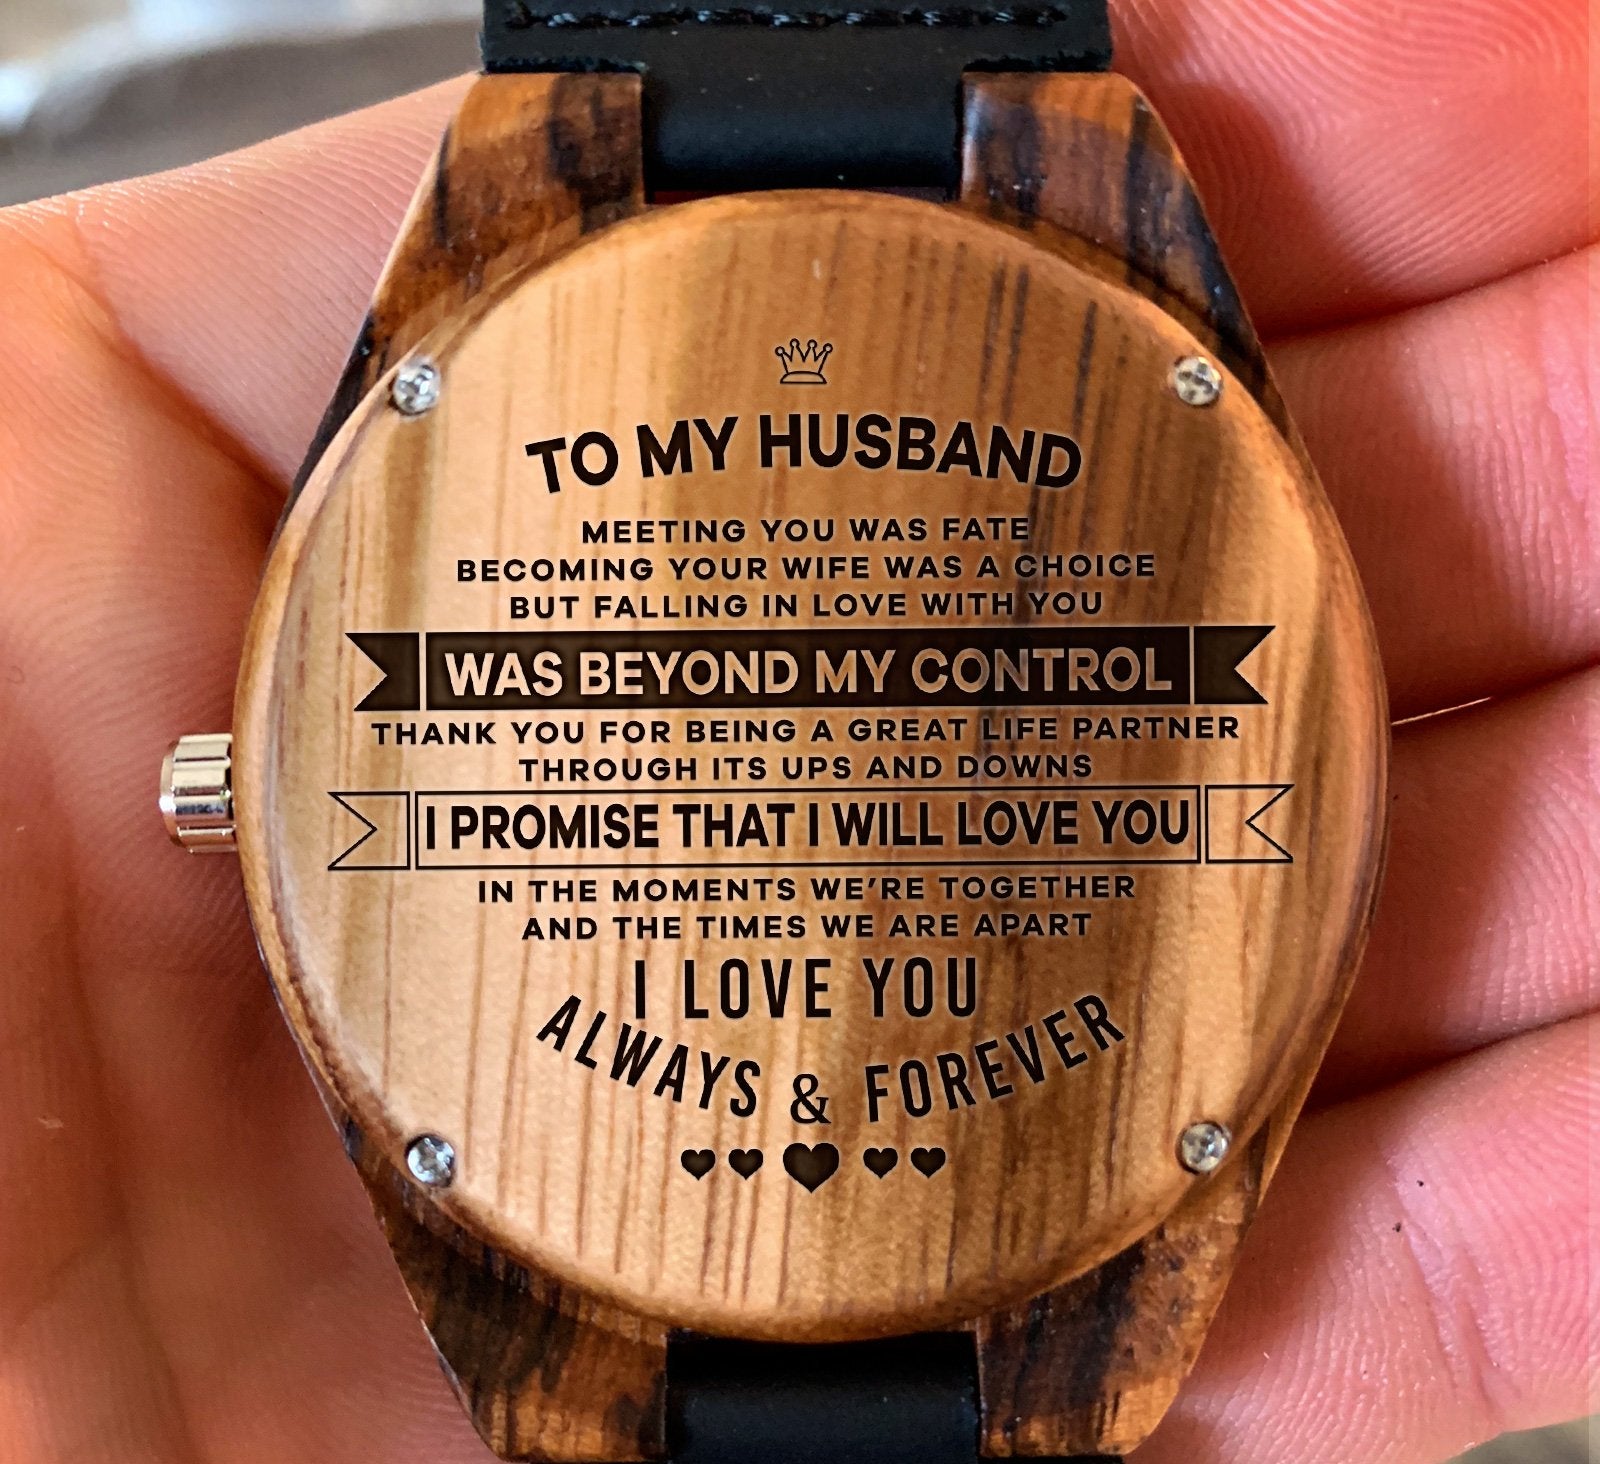 TO MY HUSBAND
MEETING YOU WAS FATE
BECOMING YOUR WIFE WAS A CHOICE
BUT FALLING IN LOVE WITH YOU
WAS BEYOND MY CONTROL
THANK YOU FOR BEING A GREAT LIFE PARTNER
THROUGH ITS UPS AND DOWNS
I PROMISE THAT I WILL LOVE YOU
IN THE MOMENTS WE'RE TOGETHER
AND THE TIMES WE ARE APART
I LOVE YOU
ALWAYS & FOREVER